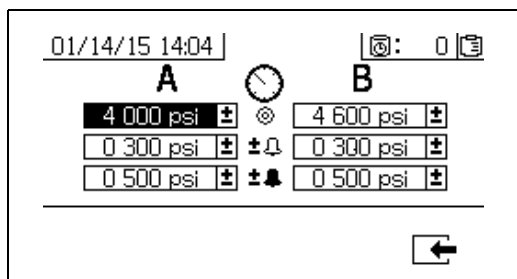 01/14/15 14:04 : 0
A B
4 000 psi ± 4 600 psi ±
0 300 psi ± ± 0 300 psi ±
0 500 psi ± ± 0 500 psi ±